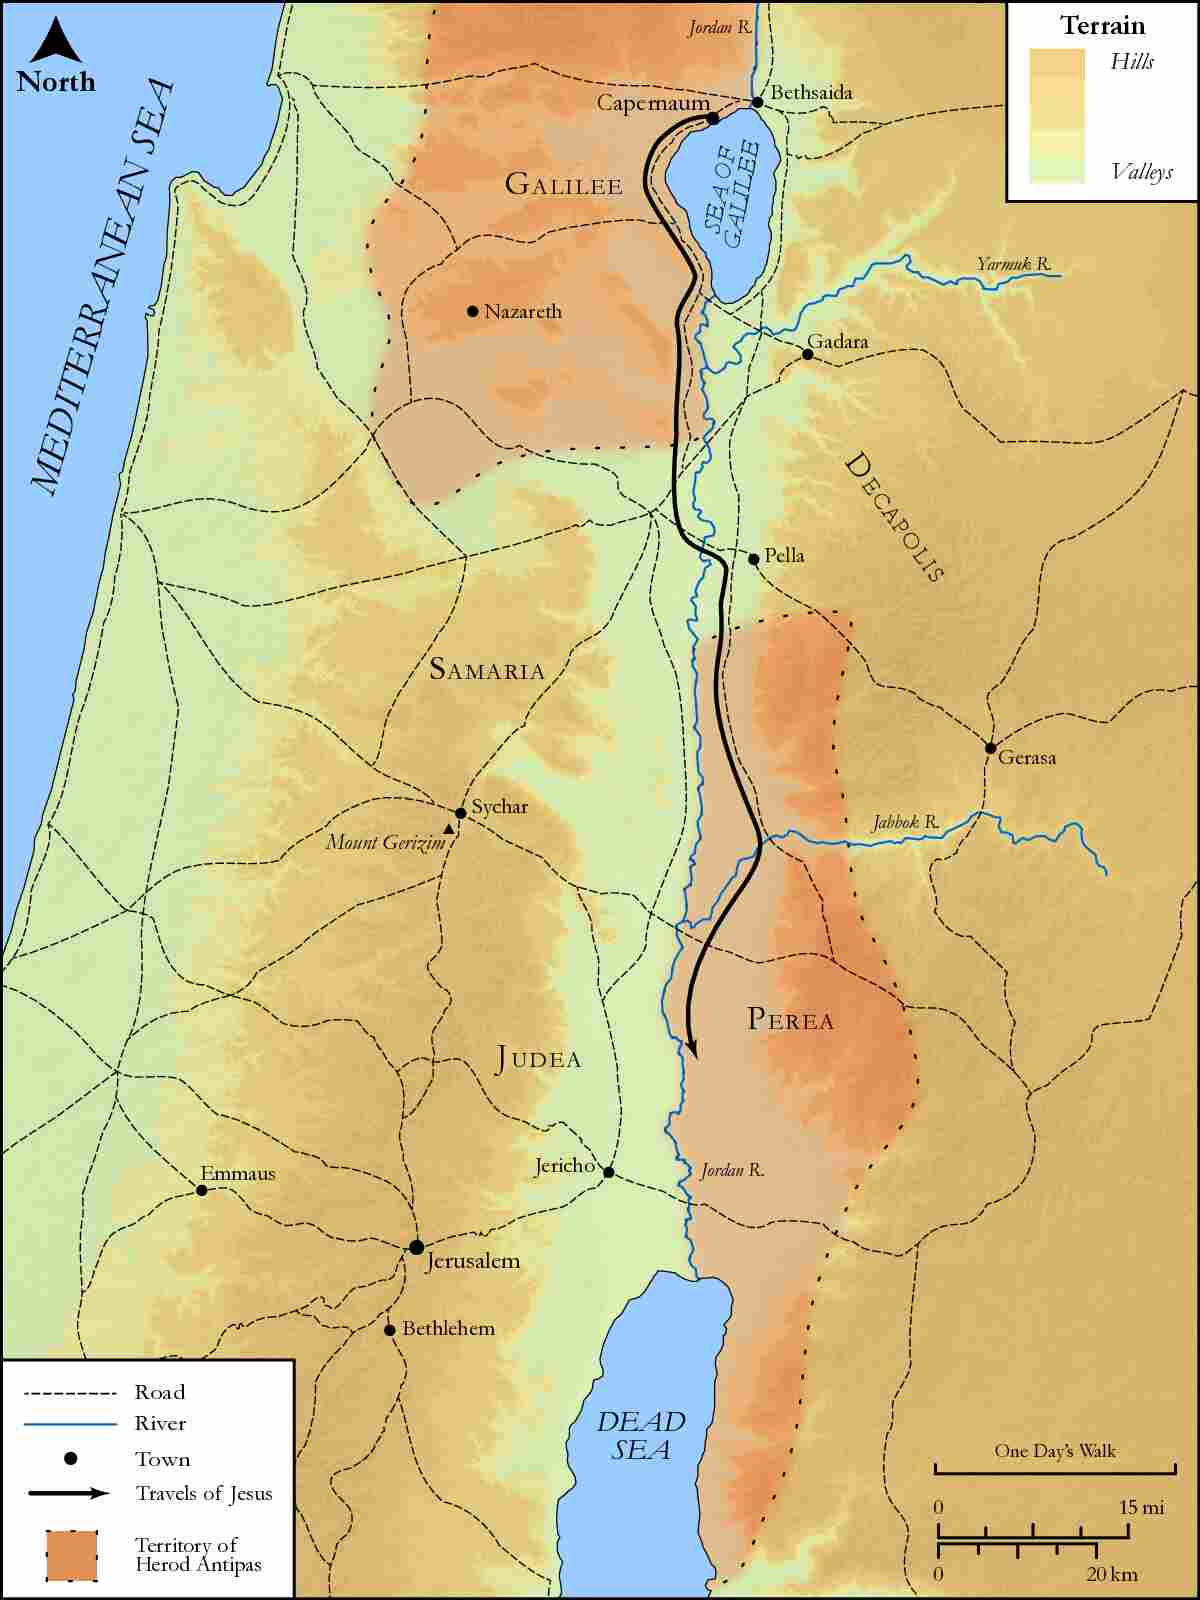 North
MEDITERRANEAN SEA
Jordan R.
Terrain
Hills
Valleys
Bethsaida
Capernaum
SEA OF
GALILEE
GALILEE
Yarmuk R.
Nazareth
Gadara
DECAPOLIS
Pella
SAMARIA
Gerasa
Sychar
Mount Gerizim
Jabbok R.
PEREA
JUDEA
Jericho
Jordan R.
Emmaus
Jerusalem
Bethlehem
DEAD
SEA
Road
River
Town
Travels of Jesus
Territory of
Herod Antipas
One Day's Walk
0 15 mi
0 20 km